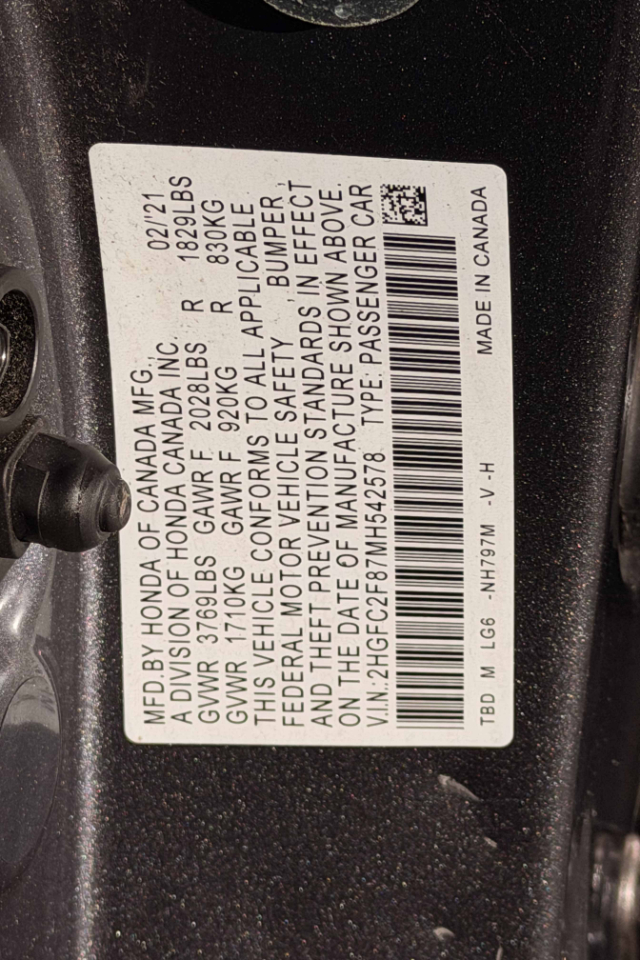 MFD.BY HONDA OF CANADA MFG., 02/'21
A DIVISION OF HONDA CANADA INC.
GVWR 3769LBS GAWR F 2028LBS R 1829LBS
GVWR 1710KG GAWR F 920KG R 830KG
THIS VEHICLE CONFORMS TO ALL APPLICABLE
FEDERAL MOTOR VEHICLE SAFETY , BUMPER,
AND THEFT PREVENTION STANDARDS IN EFFECT
ON THE DATE OF MANUFACTURE SHOWN ABOVE.
V.I.N.:2HGFC2F87MH542578 TYPE: PASSENGER CAR
TBD M LG6 -NH797M -V -H MADE IN CANADA